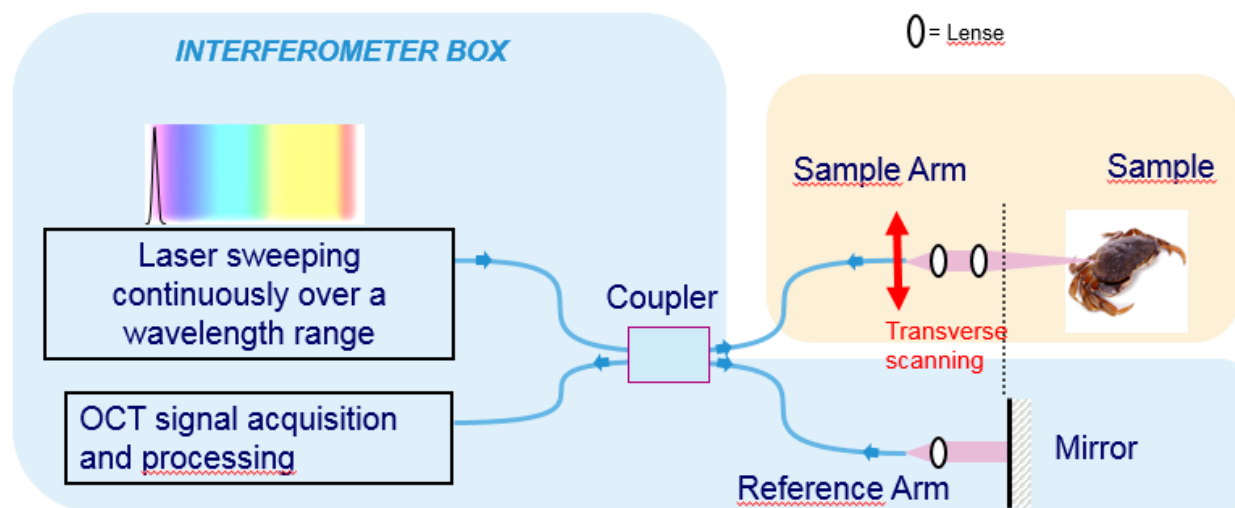 INTERFEROMETER BOX
= Lense
Sample Arm
Sample
Laser sweeping
continuously over a
wavelength range
Coupler
Transverse
scanning
OCT signal acquisition
and processing
Mirror
Reference Arm